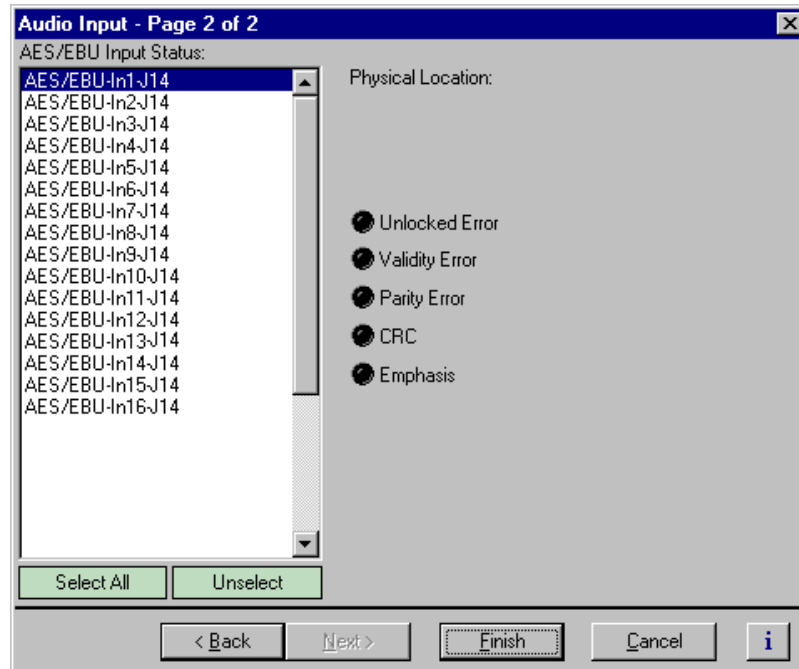 Audio Input - Page 2 of 2
AES/EBU Input Status:
AES/EBU-In1-J14
AES/EBU-In2-J14
AES/EBU-In3-J14
AES/EBU-In4-J14
AES/EBU-In5-J14
AES/EBU-In6-J14
AES/EBU-In7-J14
AES/EBU-In8-J14
AES/EBU-In9-J14
AES/EBU-In10-J14
AES/EBU-In11-J14
AES/EBU-In12-J14
AES/EBU-In13-J14
AES/EBU-In14-J14
AES/EBU-In15-J14
AES/EBU-In16-J14
Physical Location:
Unlocked Error
Validity Error
Parity Error
CRC
Emphasis
Select All
Unselect
< Back
Next >
Finish
Cancel
i